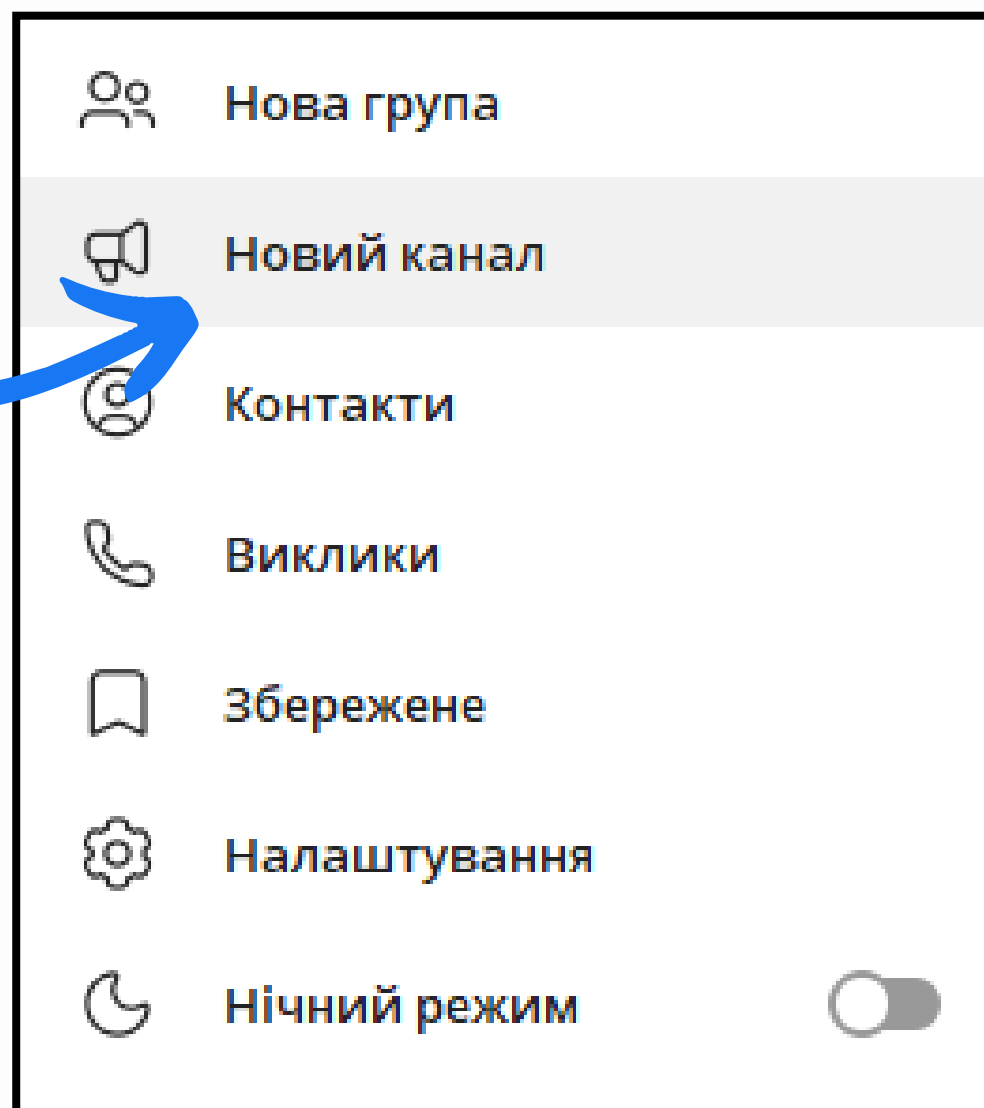 Нова група
Новий канал
Контакти
Виклики
Збережене
Налаштування
Нічний режим